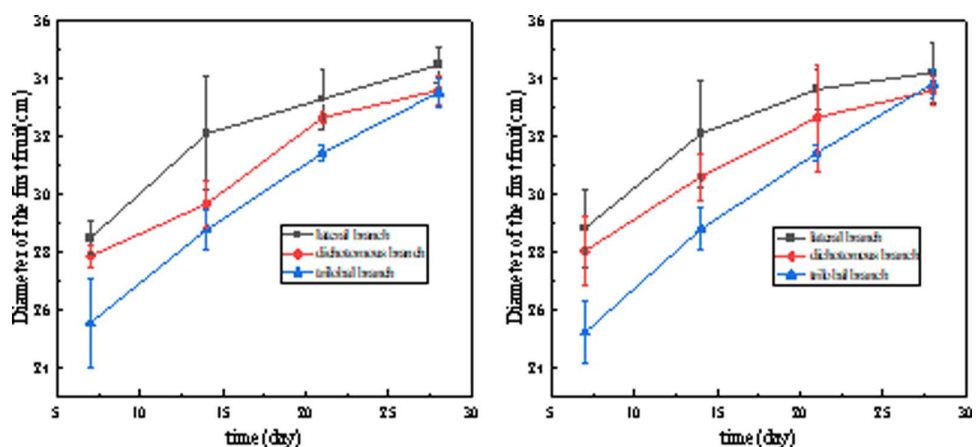 36
34
32
30
28
26
24
5
10
15
20
25
30
Diameter of the first fruit(cm)
time (day)
lateral branch
dichotomous branch
trilobal branch
36
34
32
30
28
26
24
5
10
15
20
25
30
Diameter of the first fruit(cm)
time (day)
lateral branch
dichotomous branch
trilobal branch